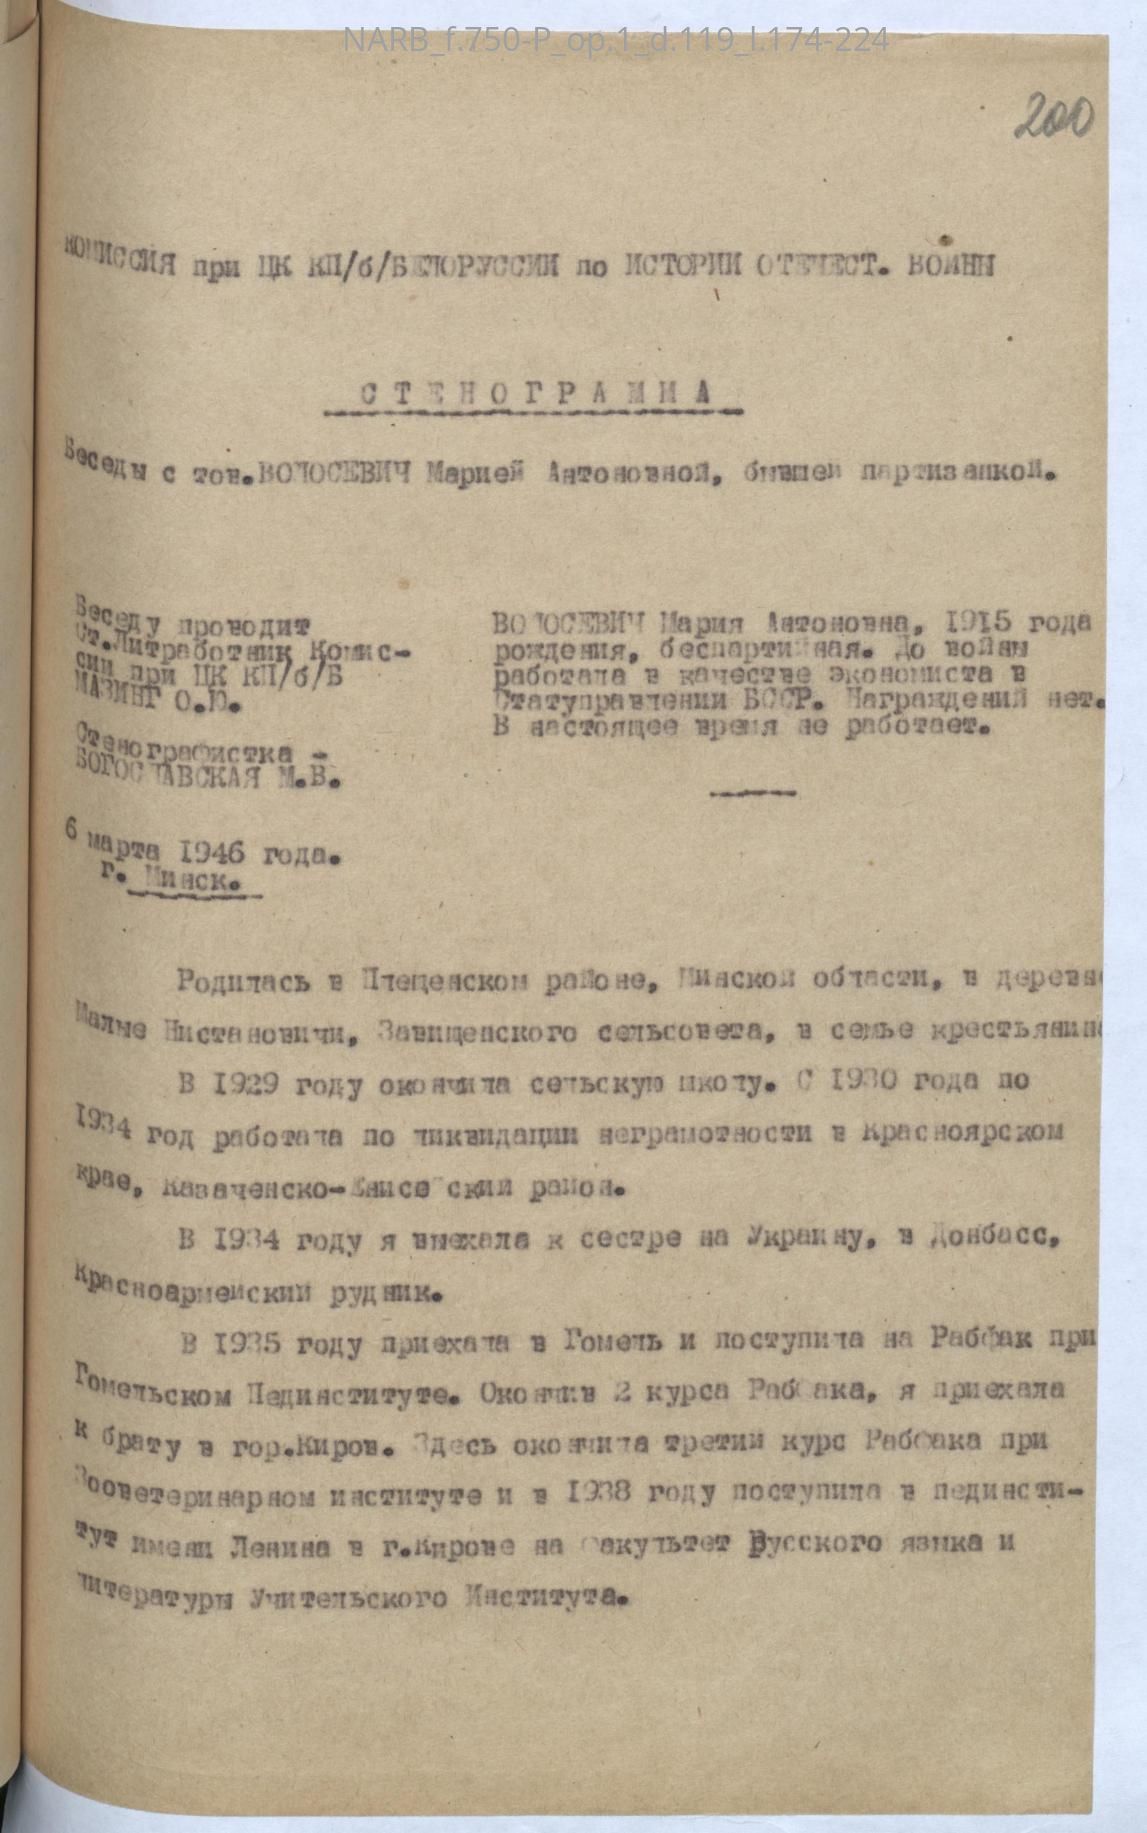 NARB_f.750-P_op.1_d.119_l.174-224
200
КОМИССИЯ при ЦК КП/б/БЕЛОРУССИИ по ИСТОРИИ ОТЕЧЕСТ. ВОЙНЫ
СТЕНОГРАММА
Беседы с тов.ВОЛОСЕВИЧ Марией Антоновной, бывшей партизанкой.
Беседу проводит
Ст.Литработник Комис-
сии при ЦК КП/б/Б
МАЗИНГ О.Ю.
Стенографистка -
БОГОСЛАВСКАЯ М.В.
6 марта 1946 года.
г. Минск.
ВОЛОСЕВИЧ Мария Антоновна, 1915 года
рождения, беспартийная. До войны
работала в качестве экономиста в
Статуправлении БССР. Награждений нет.
В настоящее время не работает.
Родилась в Плещенском районе, Минской области, в деревне
Малые Нистановичи, Завищенского сельсовета, в семье крестьянина
В 1929 году окончила сельскую школу. С 1930 года по
1934 год работала по ликвидации неграмотности в Красноярском
крае, Казаченско-Енисейский район.
В 1934 году я выехала к сестре на Украину, в Донбасс,
Красноармейский рудник.
В 1935 году приехала в Гомель и поступила на Рабфак при
Гомельском Пединституте. Окончив 2 курса Рабфака, я приехала
к брату в гор.Киров. Здесь окончила третий курс Рабфака при
Зооветеринарном институте и в 1938 году поступила в пединсти-
тут имени Ленина в г.Кирове на факультет Русского языка и
литературы Учительского Института.